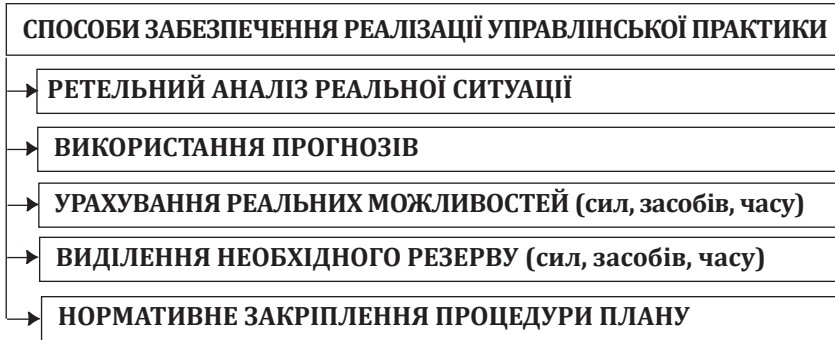 СПОСОБИ ЗАБЕЗПЕЧЕННЯ РЕАЛІЗАЦІЇ УПРАВЛІНСЬКОЇ ПРАКТИКИ
РЕТЕЛЬНИЙ АНАЛІЗ РЕАЛЬНОЇ СИТУАЦІЇ
ВИКОРИСТАННЯ ПРОГНОЗІВ
УРАХУВАННЯ РЕАЛЬНИХ МОЖЛИВОСТЕЙ (сил, засобів, часу)
ВИДІЛЕННЯ НЕОБХІДНОГО РЕЗЕРВУ (сил, засобів, часу)
НОРМАТИВНЕ ЗАКРІПЛЕННЯ ПРОЦЕДУРИ ПЛАНУ